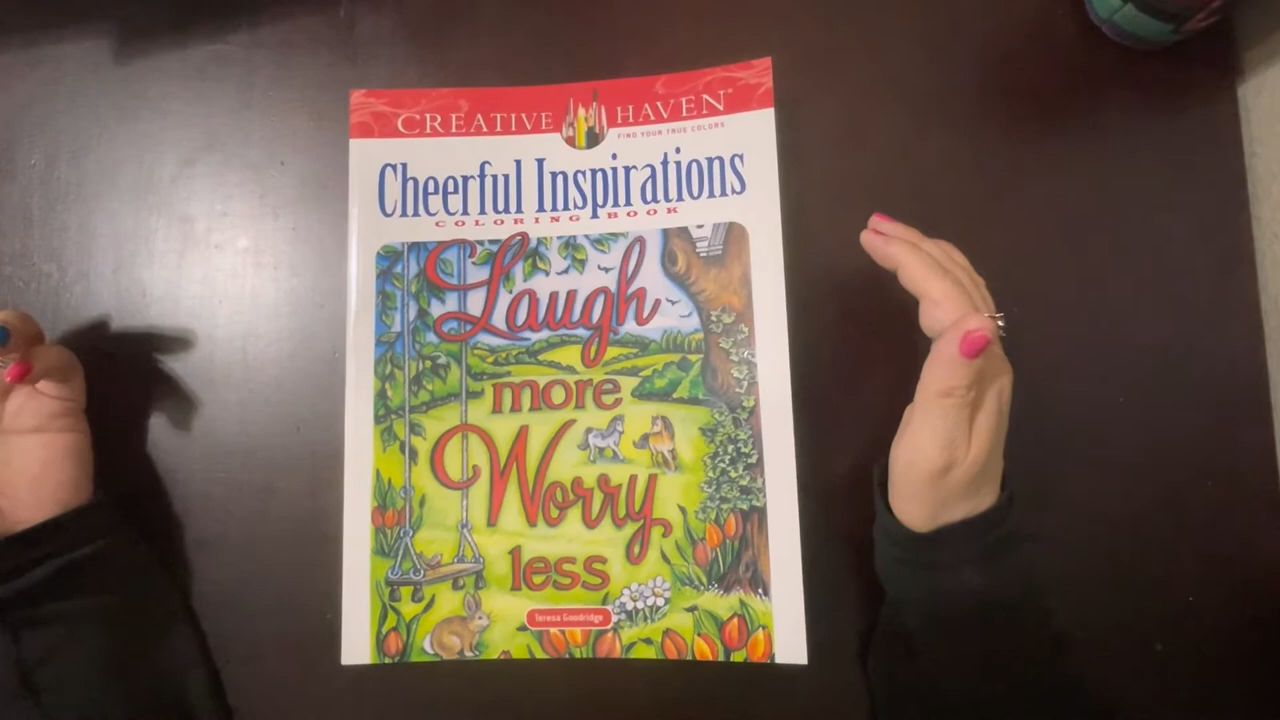 CREATIVE HAVEN
FIND YOUR TRUE COLORS
Cheerful Inspirations
COLORING BOOK
Laugh
more
Worry
less
Teresa Goodridge